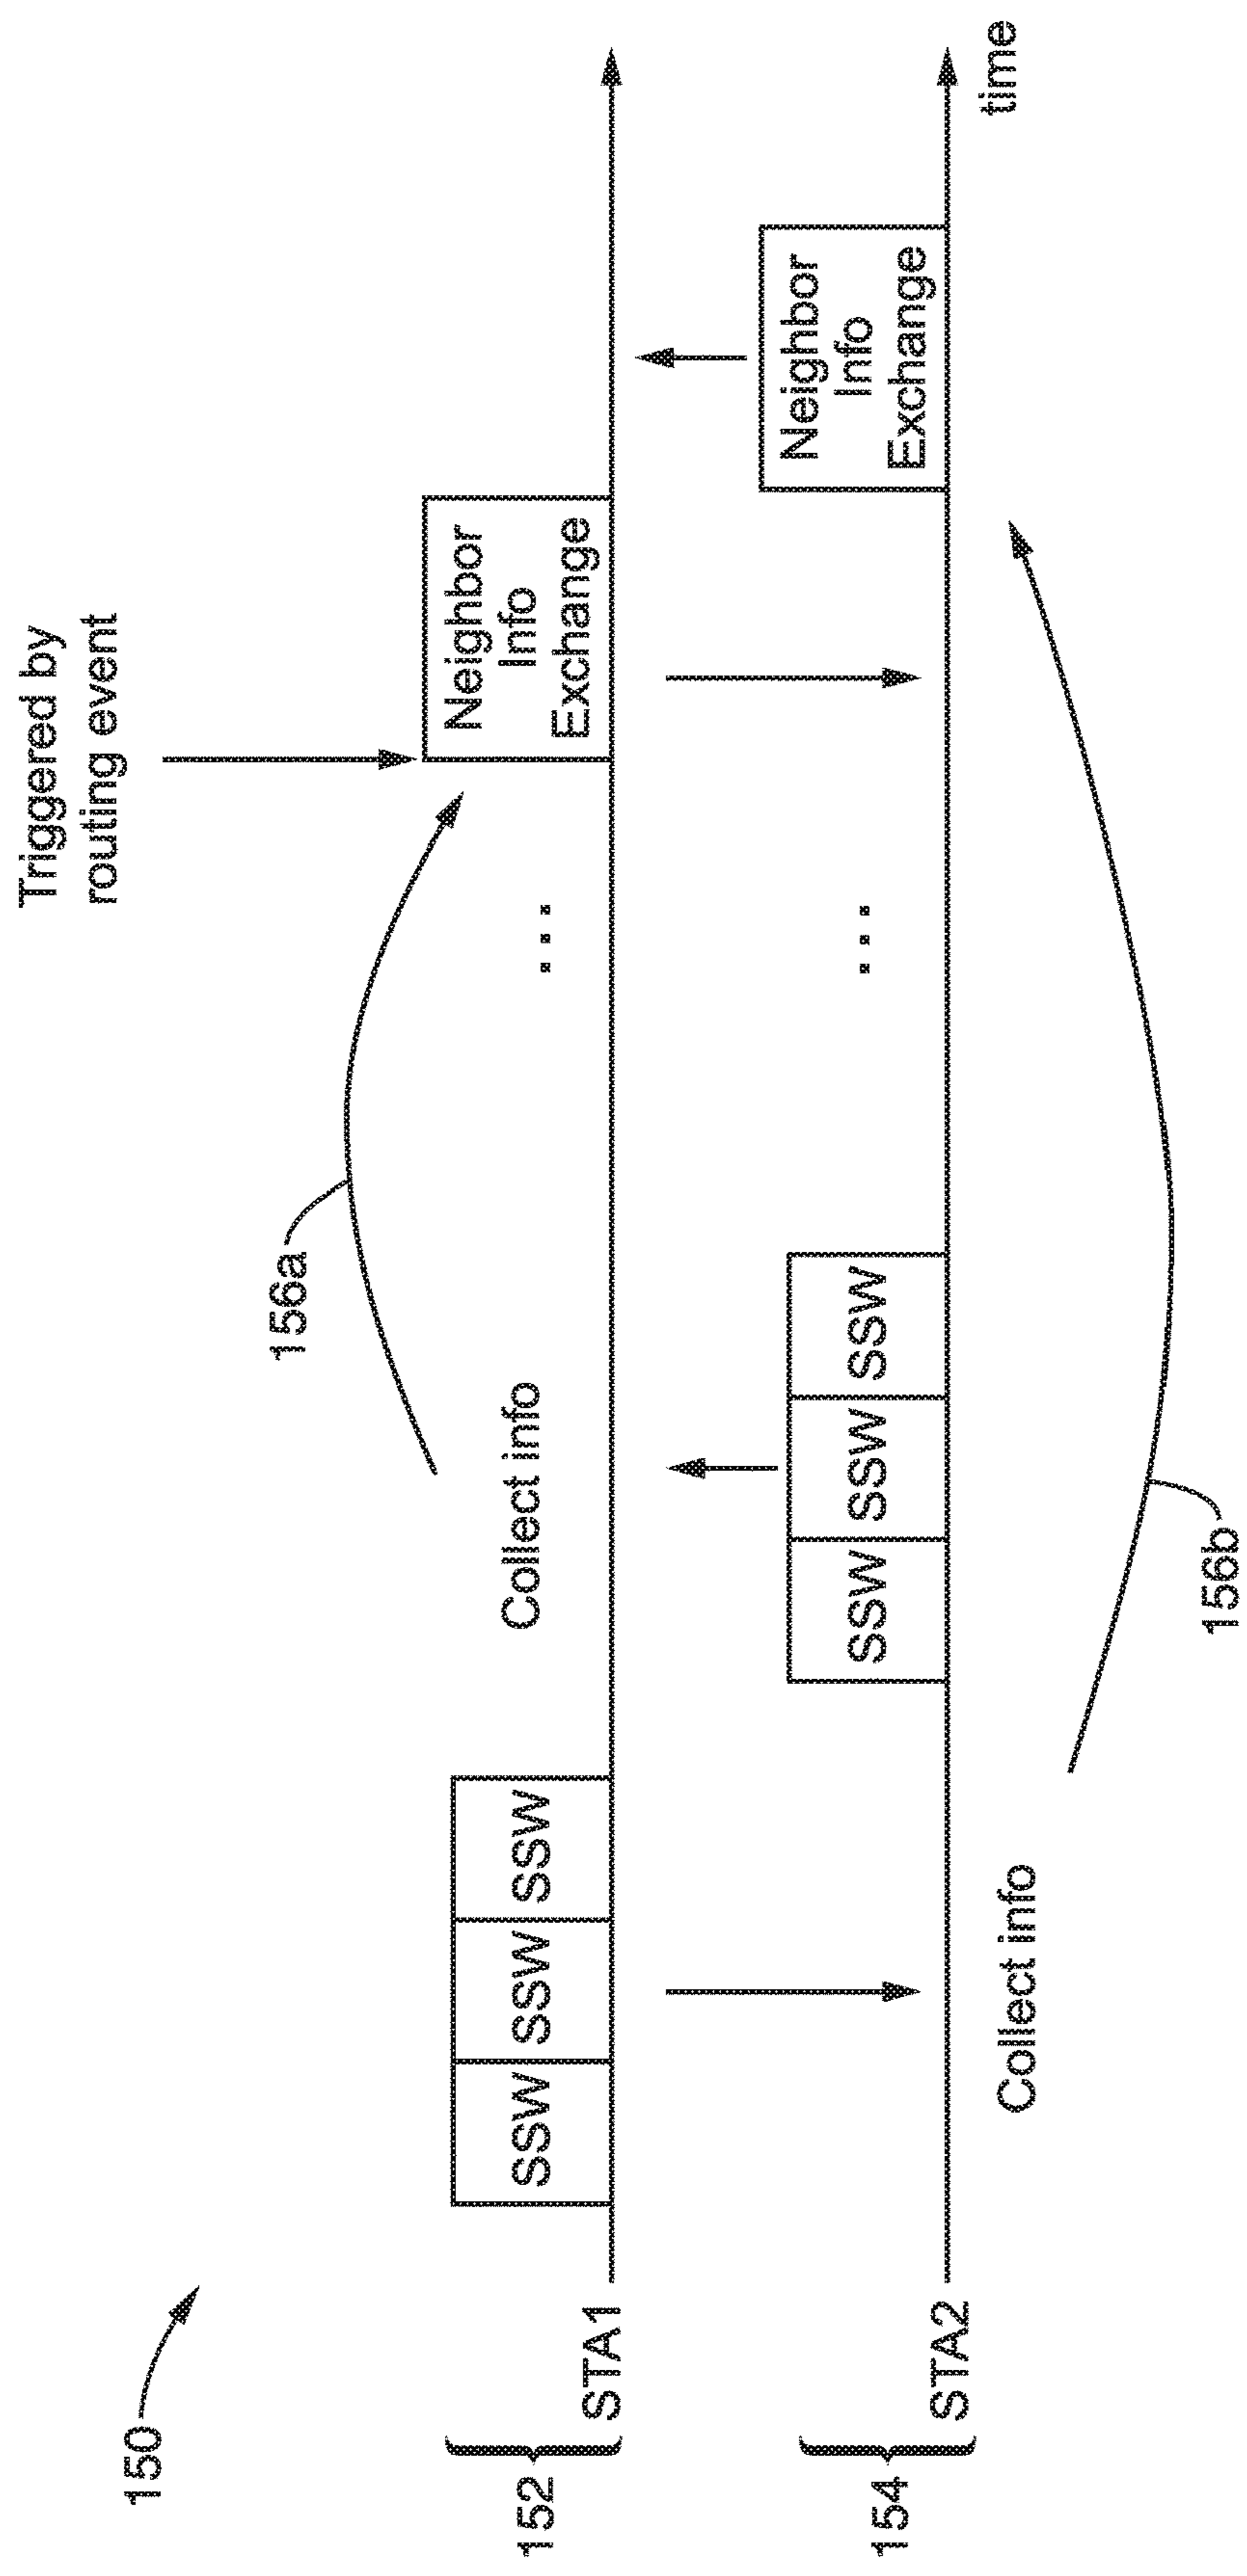 150
Triggered by
routing event
156a
152
STA1
SSW
SSW
SSW
Collect info
...
Neighbor
Info
Exchange
154
STA2
SSW
SSW
SSW
...
Neighbor
Info
Exchange
time
Collect info
156b